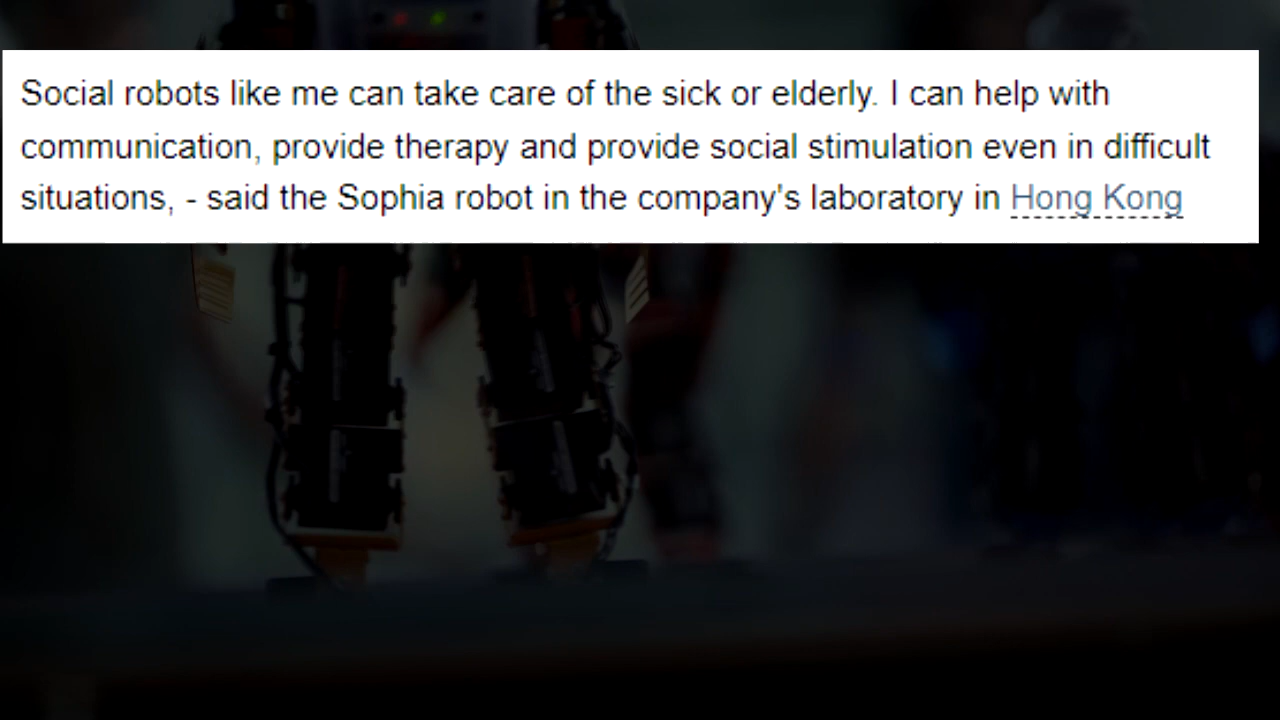 Social robots like me can take care of the sick or elderly. I can help with
communication, provide therapy and provide social stimulation even in difficult
situations, - said the Sophia robot in the company's laboratory in Hong Kong